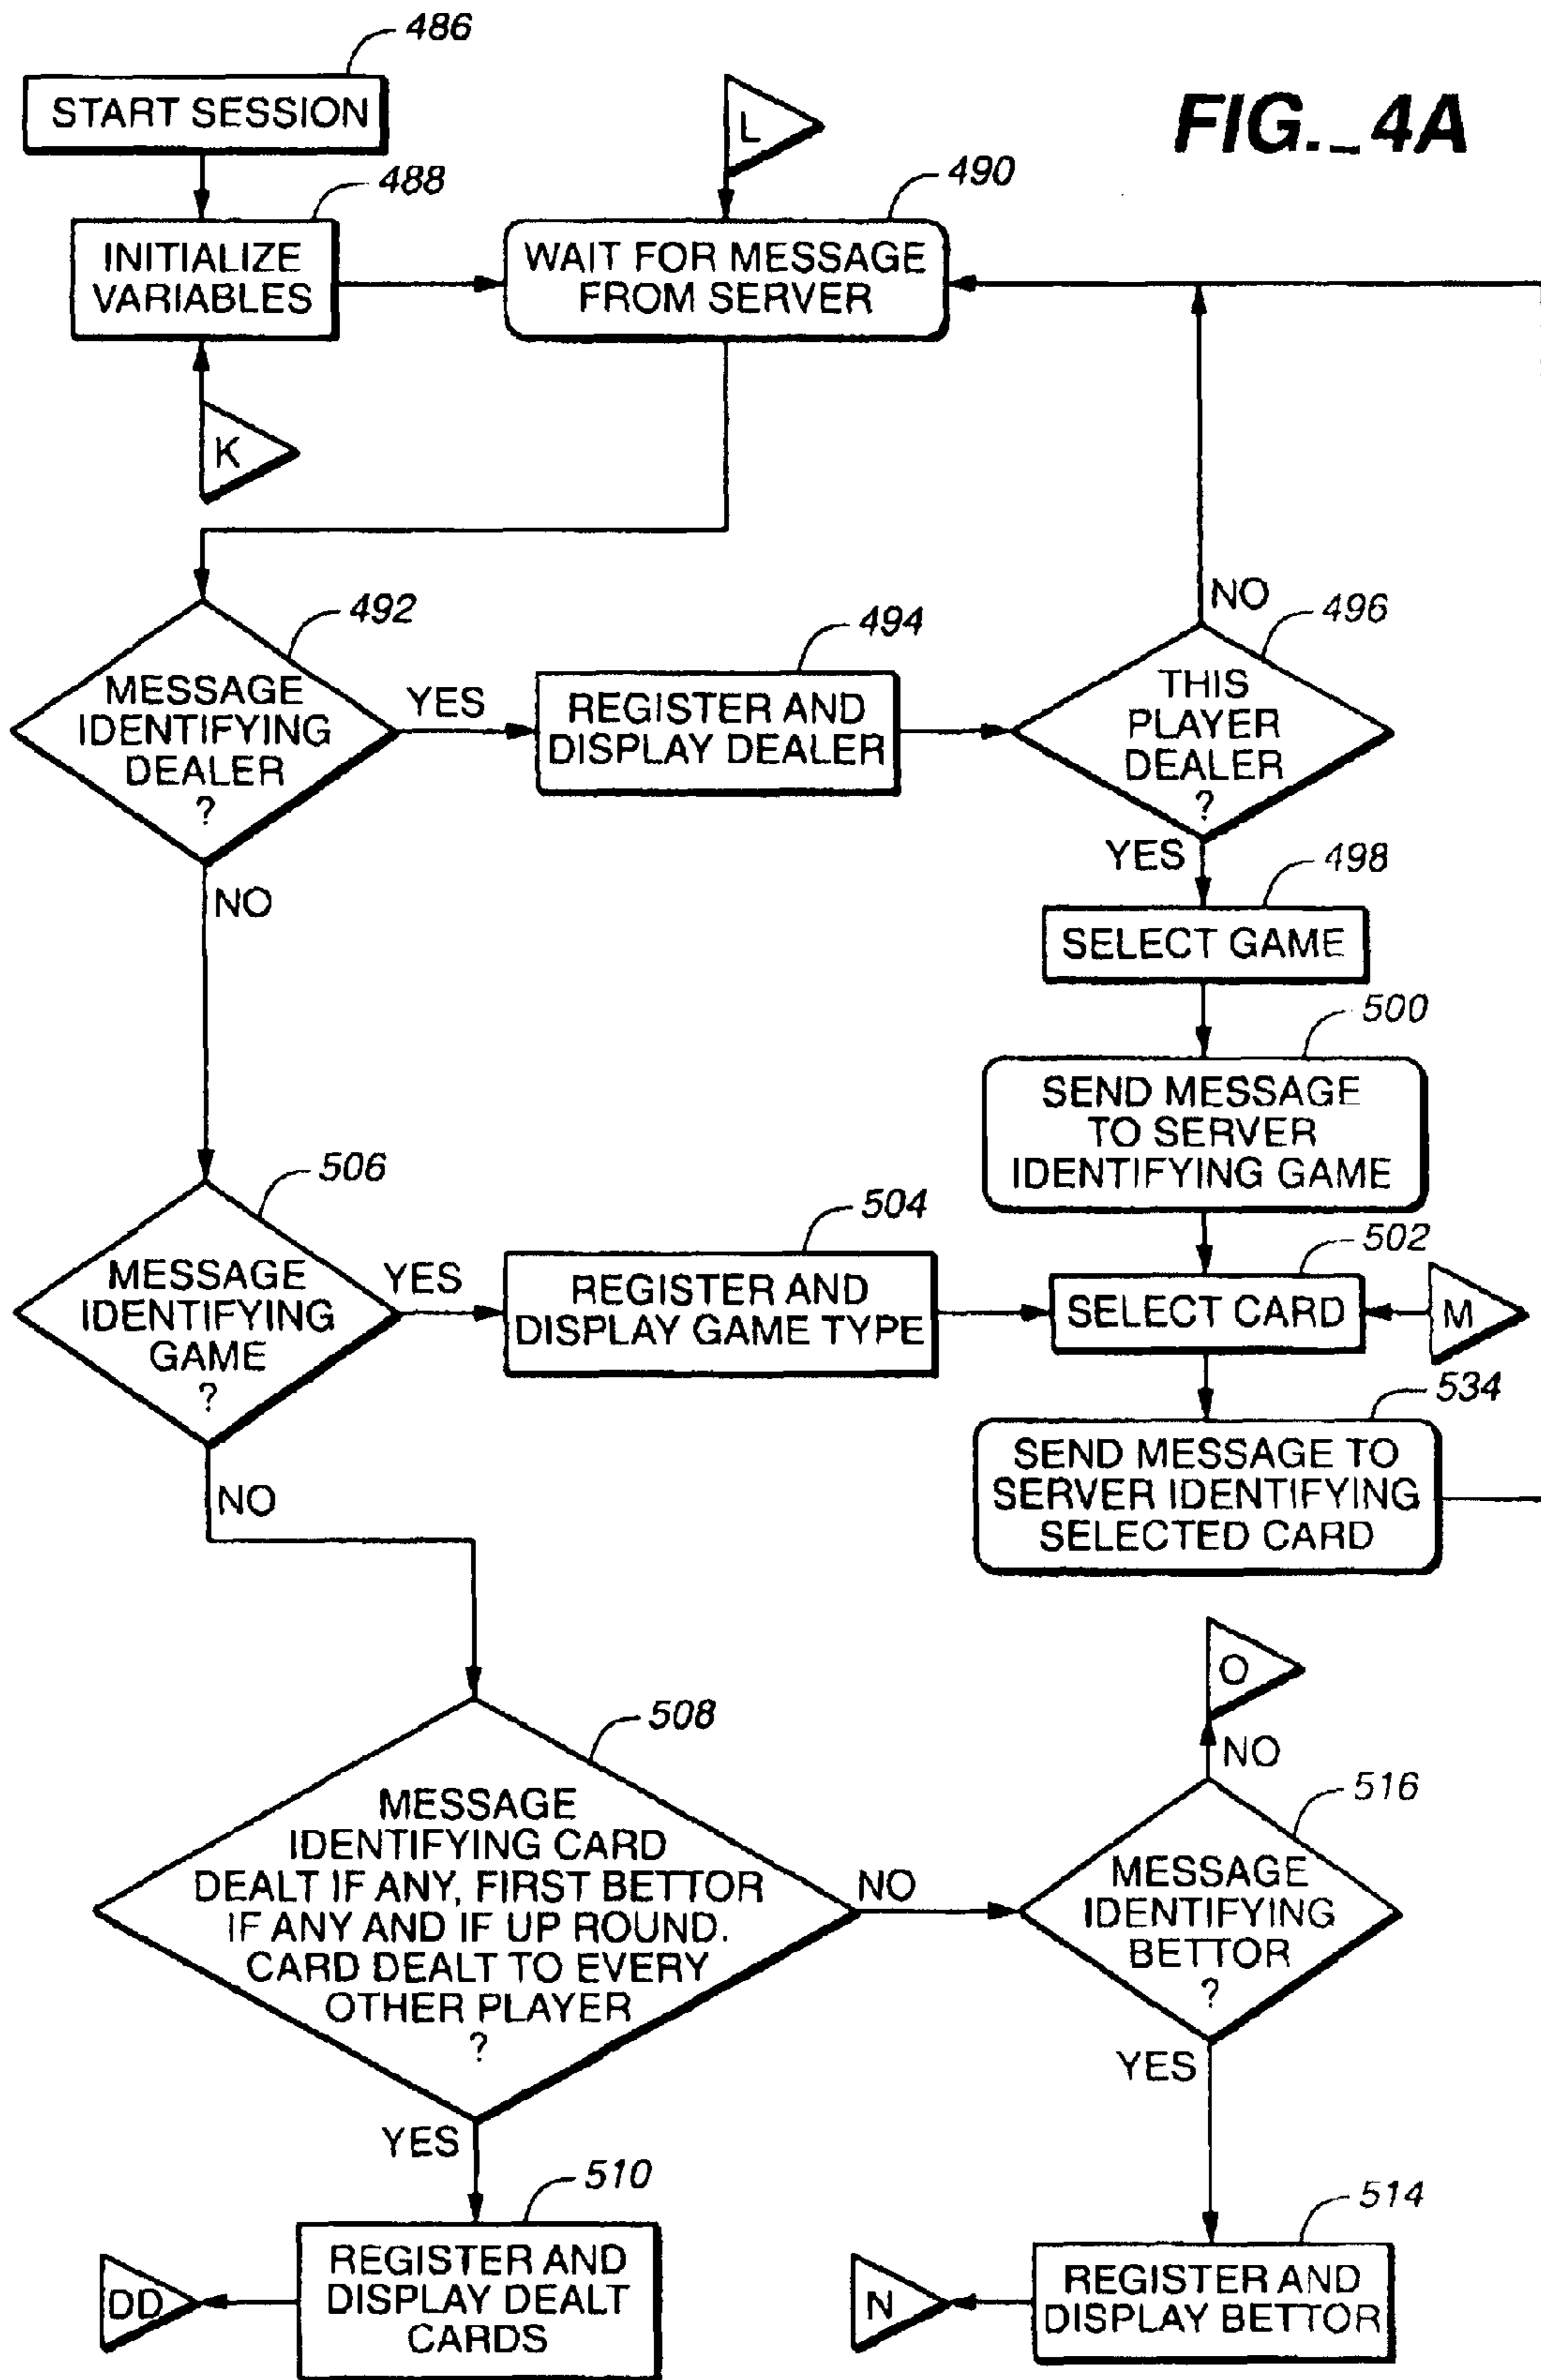 486
START SESSION
L
FIG._4A
488
490
INITIALIZE
VARIABLES
WAIT FOR MESSAGE
FROM SERVER
K
NO
492
494
496
MESSAGE
IDENTIFYING
DEALER
?
YES
REGISTER AND
DISPLAY DEALER
THIS
PLAYER
DEALER
?
YES
498
NO
SELECT GAME
500
SEND MESSAGE
TO SERVER
IDENTIFYING GAME
506
504
502
MESSAGE
IDENTIFYING
GAME
?
YES
REGISTER AND
DISPLAY GAME TYPE
SELECT CARD
M
534
NO
SEND MESSAGE TO
SERVER IDENTIFYING
SELECTED CARD
O
NO
508
516
MESSAGE
IDENTIFYING CARD
DEALT IF ANY, FIRST BETTOR
IF ANY AND IF UP ROUND.
CARD DEALT TO EVERY
OTHER PLAYER
?
NO
MESSAGE
IDENTIFYING
BETTOR
?
YES
YES
510
514
DD
REGISTER AND
DISPLAY DEALT
CARDS
N
REGISTER AND
DISPLAY BETTOR